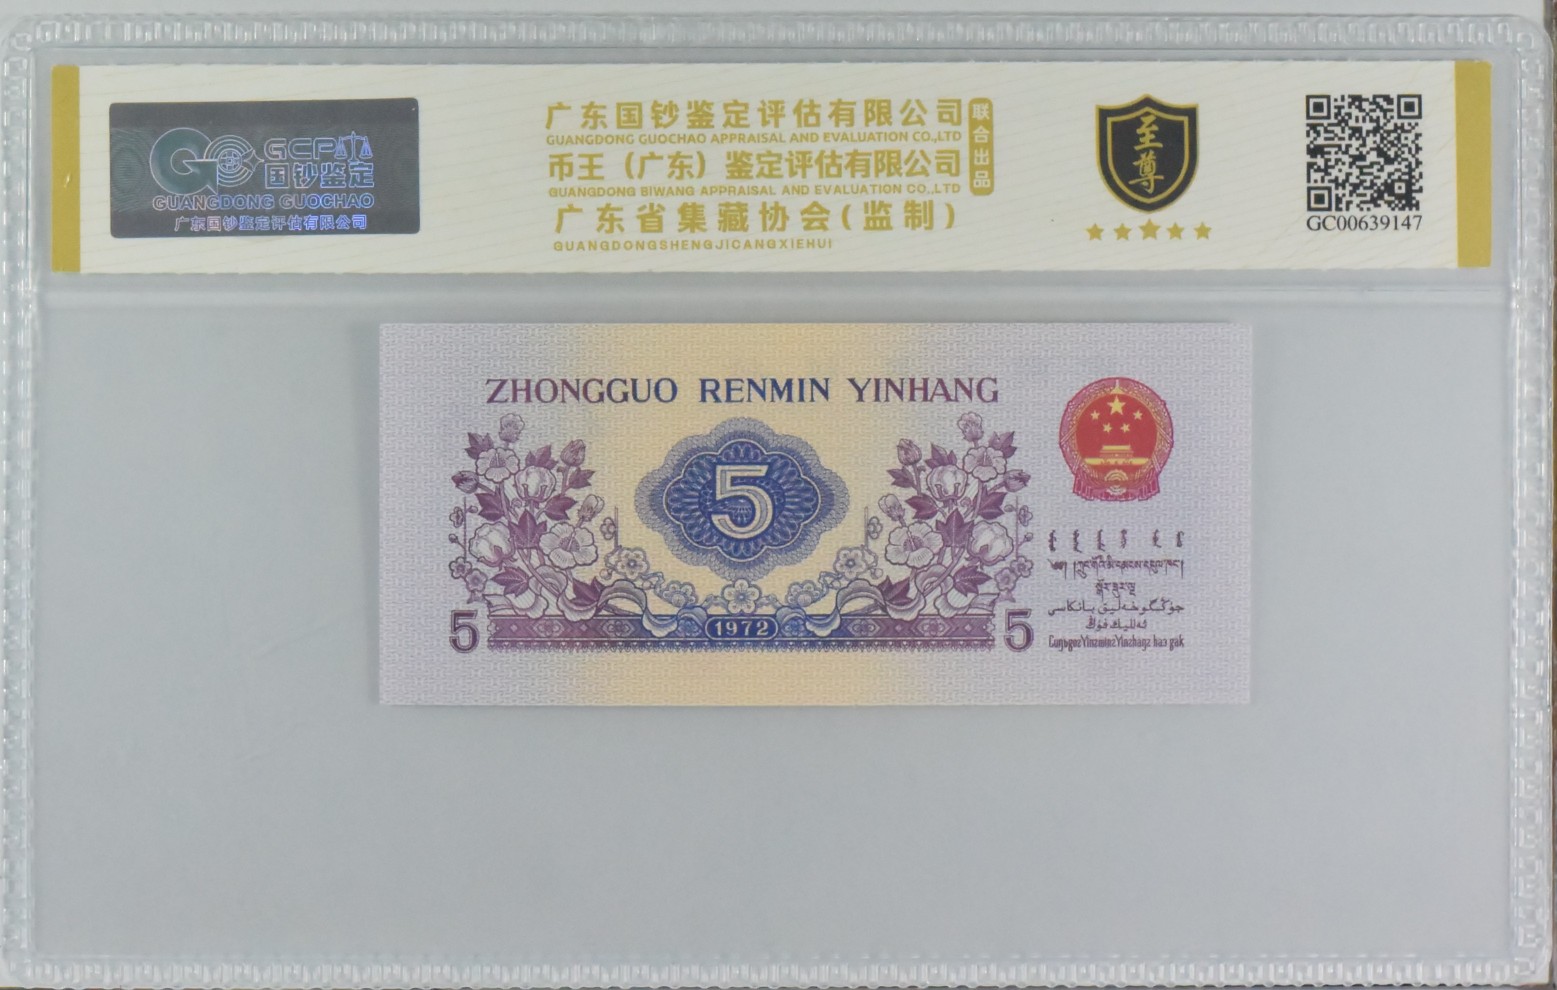 GCP
国钞鉴定
GUANGDONG GUOCHAO
广东国钞鉴定评估有限公司
广东国钞鉴定评估有限公司
GUANGDONG GUOCHAO APPRAISAL AND EVALUATION CO.,LTD
币王（广东）鉴定评估有限公司
GUANGDONG BIWANG APPRAISAL AND EVALUATION CO.,LTD
联合出品
广东省集藏协会(监制)
GUANGDONGSHENGJICANGXIEHUI
至尊
GC00639147
ZHONGGUO RENMIN YINHANG
5
5
1972
5